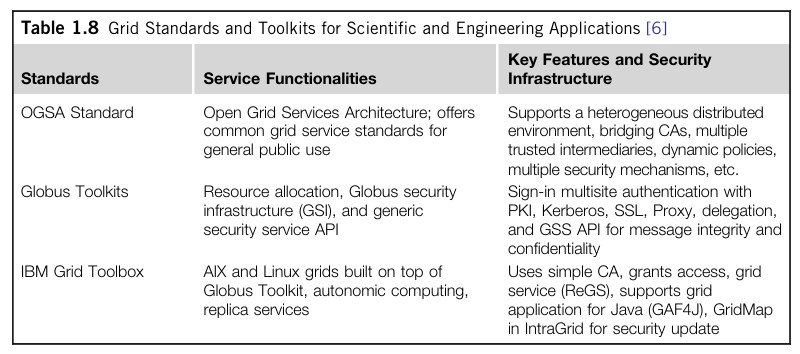 Table 1.8 Grid Standards and Toolkits for Scientific and Engineering Applications [6]
Standards
Service Functionalities
Key Features and Security
Infrastructure
OGSA Standard
Open Grid Services Architecture; offers
common grid service standards for
general public use
Supports a heterogeneous distributed
environment, bridging CAs, multiple
trusted intermediaries, dynamic policies,
multiple security mechanisms, etc.
Globus Toolkits
Resource allocation, Globus security
infrastructure (GSI), and generic
security service API
Sign-in multisite authentication with
PKI, Kerberos, SSL, Proxy, delegation,
and GSS API for message integrity and
confidentiality
IBM Grid Toolbox
AIX and Linux grids built on top of
Globus Toolkit, autonomic computing,
replica services
Uses simple CA, grants access, grid
service (ReGS), supports grid
application for Java (GAF4J), GridMap
in IntraGrid for security update